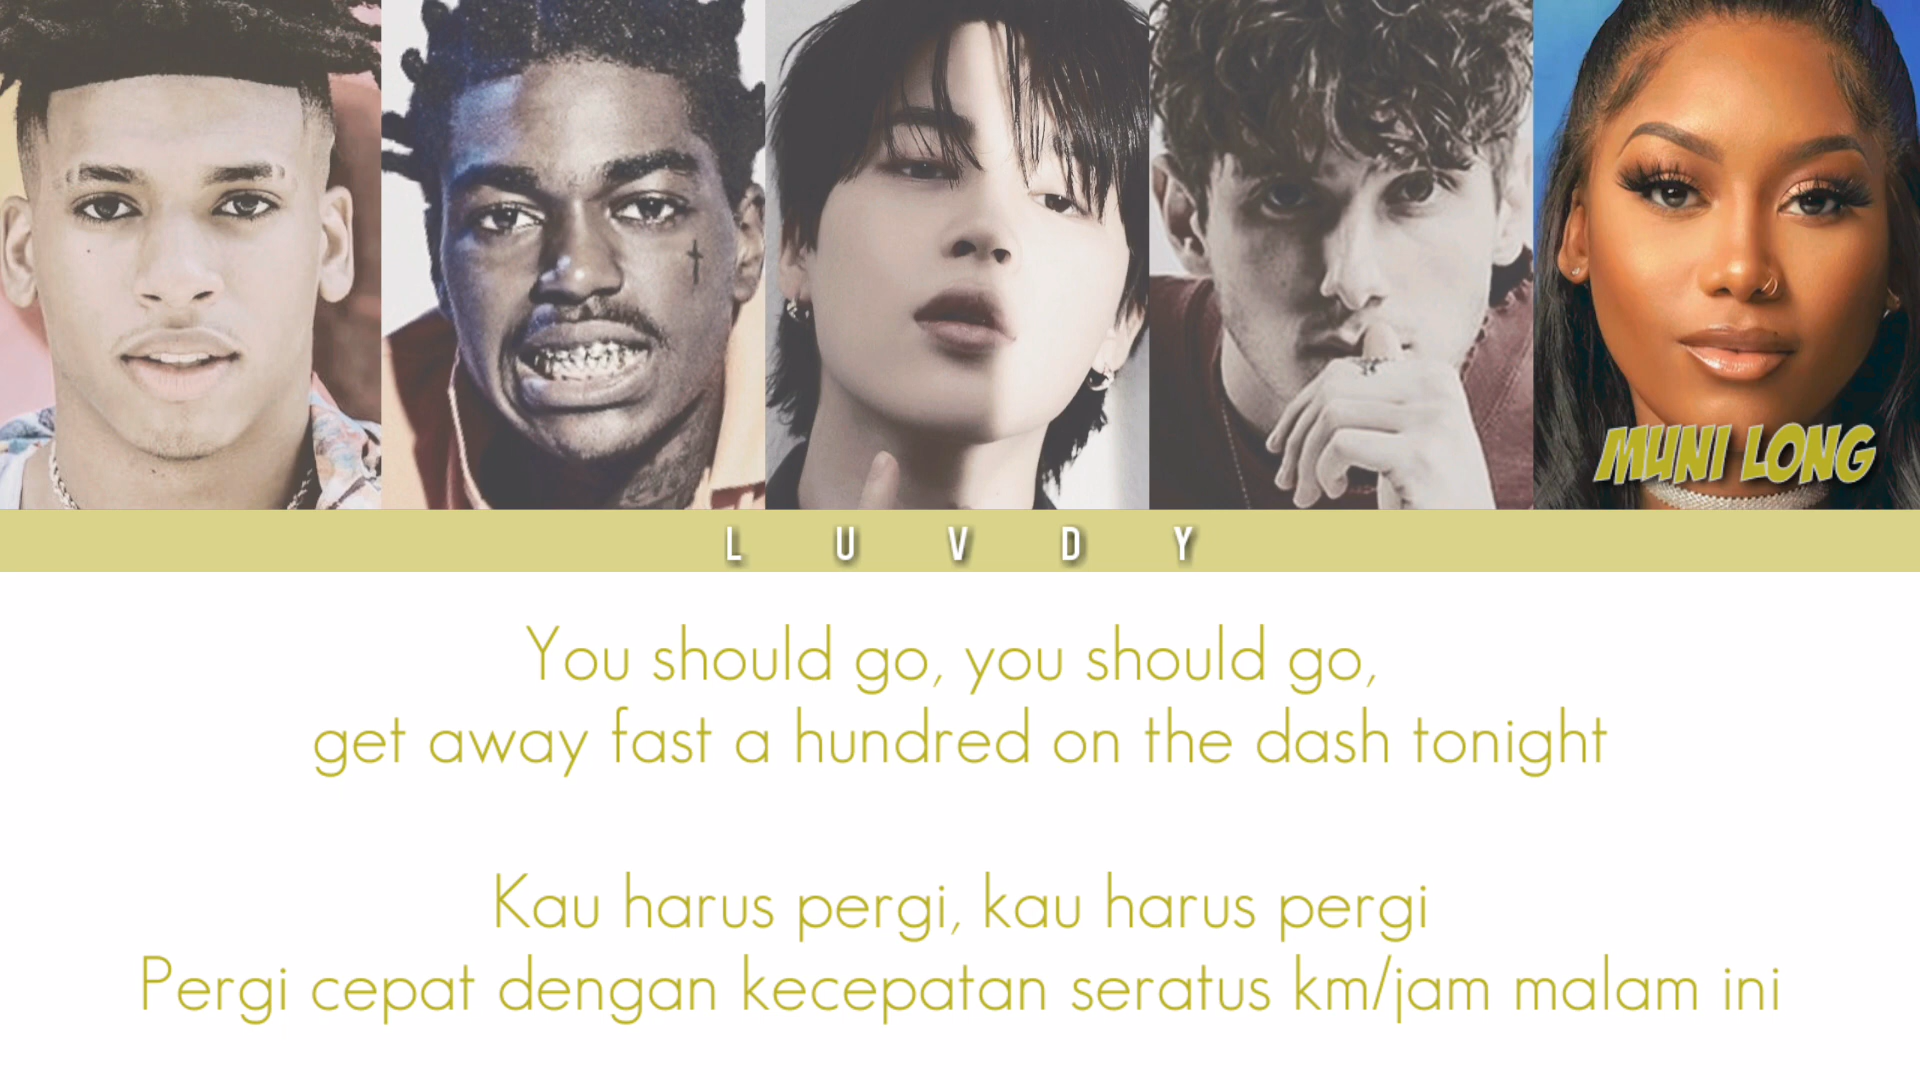 MUNI LONG
L U V D Y
You should go, you should go,
get away fast a hundred on the dash tonight
Kau harus pergi, kau harus pergi
Pergi cepat dengan kecepatan seratus km/jam malam ini